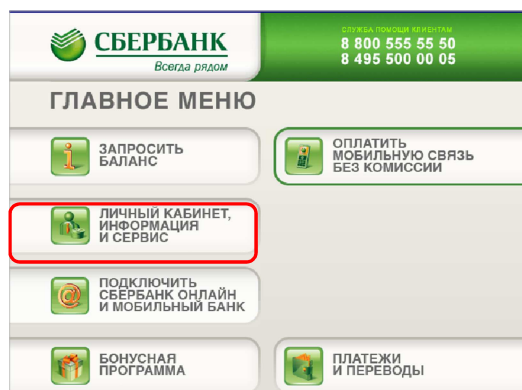 СБЕРБАНК
Всегда рядом
СЛУЖБА ПОМОЩИ КЛИЕНТАМ
8 800 555 55 50
8 495 500 00 05
ГЛАВНОЕ МЕНЮ
ЗАПРОСИТЬ
БАЛАНС
ОПЛАТИТЬ
МОБИЛЬНУЮ СВЯЗЬ
БЕЗ КОМИССИИ
ЛИЧНЫЙ КАБИНЕТ,
ИНФОРМАЦИЯ
И СЕРВИС
ПОДКЛЮЧИТЬ
СБЕРБАНК ОНЛАЙН
И МОБИЛЬНЫЙ БАНК
БОНУСНАЯ
ПРОГРАММА
ПЛАТЕЖИ
И ПЕРЕВОДЫ